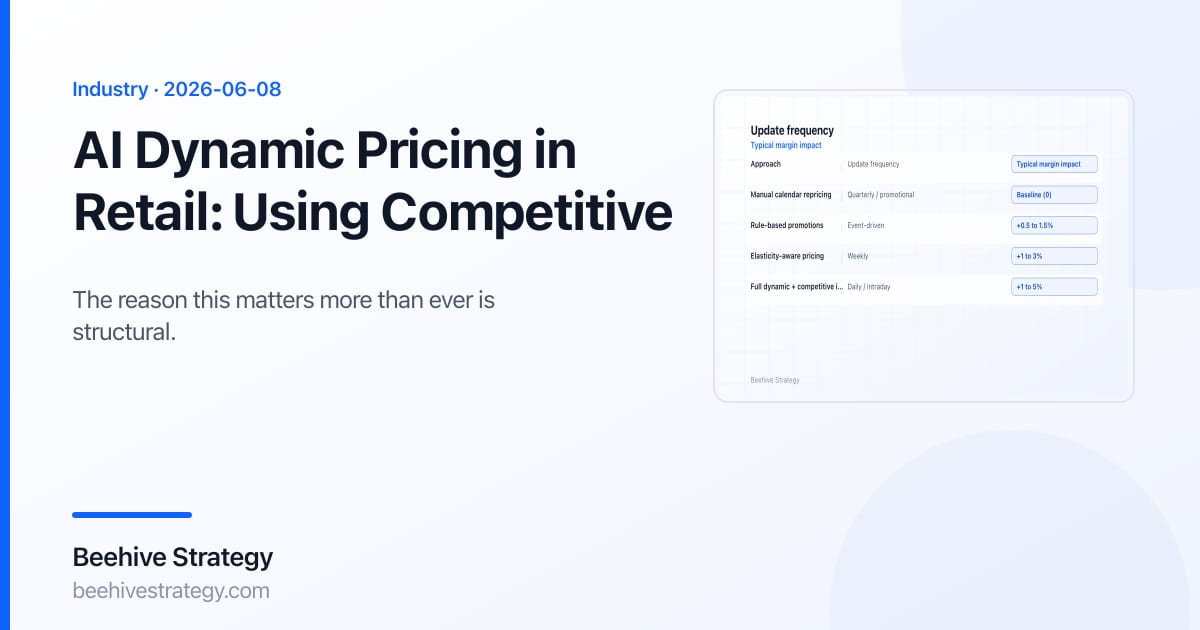 Industry · 2026-06-08
AI Dynamic Pricing in
Retail: Using Competitive
The reason this matters more than ever is
structural.
Beehive Strategy
beehivestrategy.com
Update frequency
Typical margin impact
Approach Update frequency Typical margin impact
Manual calendar repricing Quarterly / promotional Baseline (0)
Rule-based promotions Event-driven +0.5 to 1.5%
Elasticity-aware pricing Weekly +1 to 3%
Full dynamic + competitive i... Daily / intraday +1 to 5%
Beehive Strategy